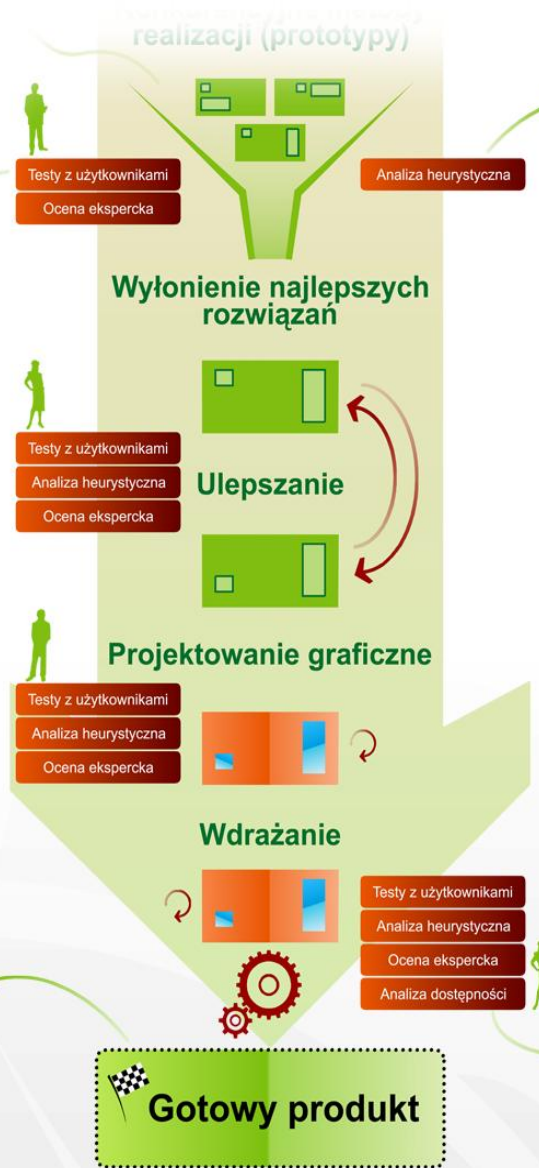 realizacji (prototypy)
Testy z użytkownikami
Ocena ekspercka
Analiza heurystyczna
Wyłonienie najlepszych
rozwiązań
Testy z użytkownikami
Analiza heurystyczna
Ocena ekspercka
Ulepszanie
Projektowanie graficzne
Testy z użytkownikami
Analiza heurystyczna
Ocena ekspercka
Wdrażanie
Testy z użytkownikami
Analiza heurystyczna
Ocena ekspercka
Analiza dostępności
Gotowy produkt